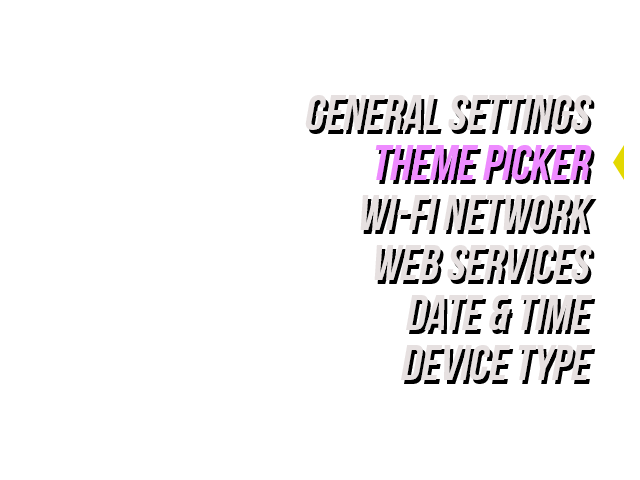 GENERAL SETTINGS
THEME PICKER
WI-FI NETWORK
WEB SERVICES
DATE & TIME
DEVICE TYPE